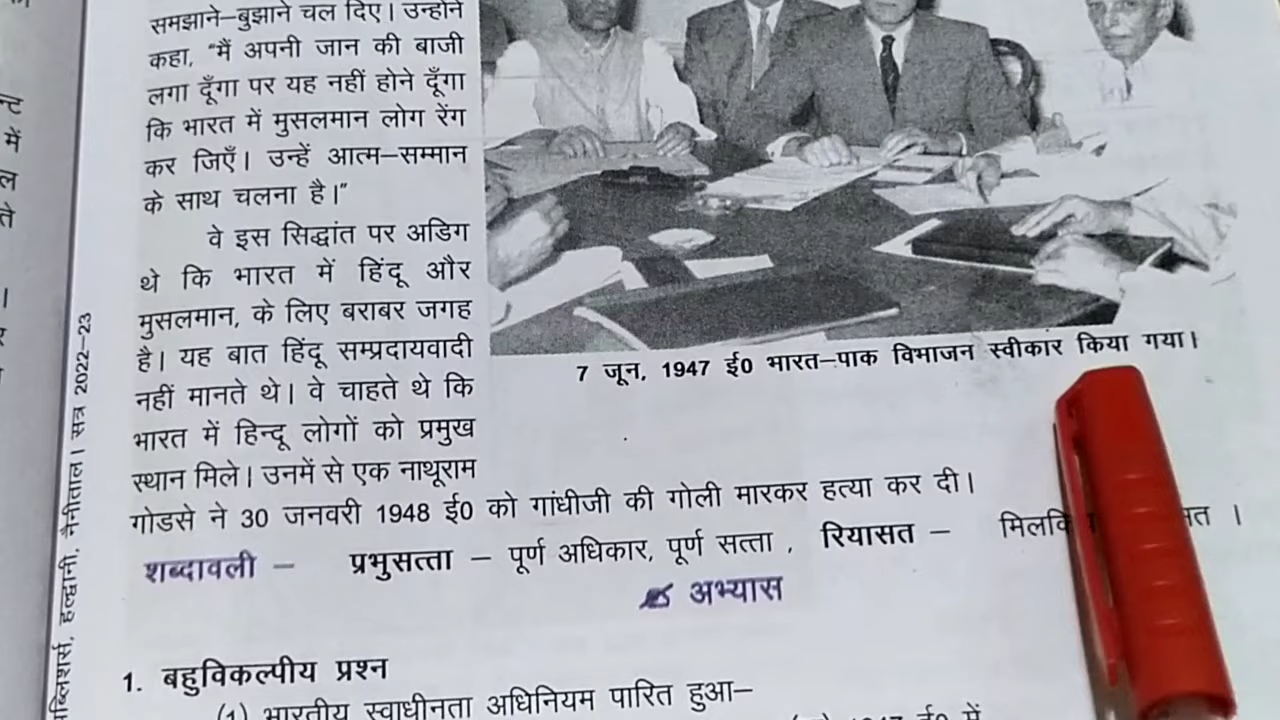 समझाने–बुझाने चल दिए। उन्होंने
कहा, "मैं अपनी जान की बाजी
लगा दूँगा पर यह नहीं होने दूँगा
कि भारत में मुसलमान लोग रेंग
कर जिएँ। उन्हें आत्म–सम्मान
के साथ चलना है।"
वे इस सिद्धांत पर अडिग
थे कि भारत में हिंदू और
मुसलमान, के लिए बराबर जगह
है। यह बात हिंदू सम्प्रदायवादी
नहीं मानते थे। वे चाहते थे कि
भारत में हिन्दू लोगों को प्रमुख
स्थान मिले। उनमें से एक नाथूराम
7 जून, 1947 ई0 भारत–पाक विभाजन स्वीकार किया गया।
गोडसे ने 30 जनवरी 1948 ई0 को गांधीजी की गोली मारकर हत्या कर दी।
शब्दावली – प्रभुसत्ता – पूर्ण अधिकार, पूर्ण सत्ता , रियासत –
अभ्यास
1. बहुविकल्पीय प्रश्न
(1) भारतीय स्वाधीनता अधिनियम पारित हुआ–
1947 ई0 में
हल्द्वानी, नैनीताल। सत्र 2022–23